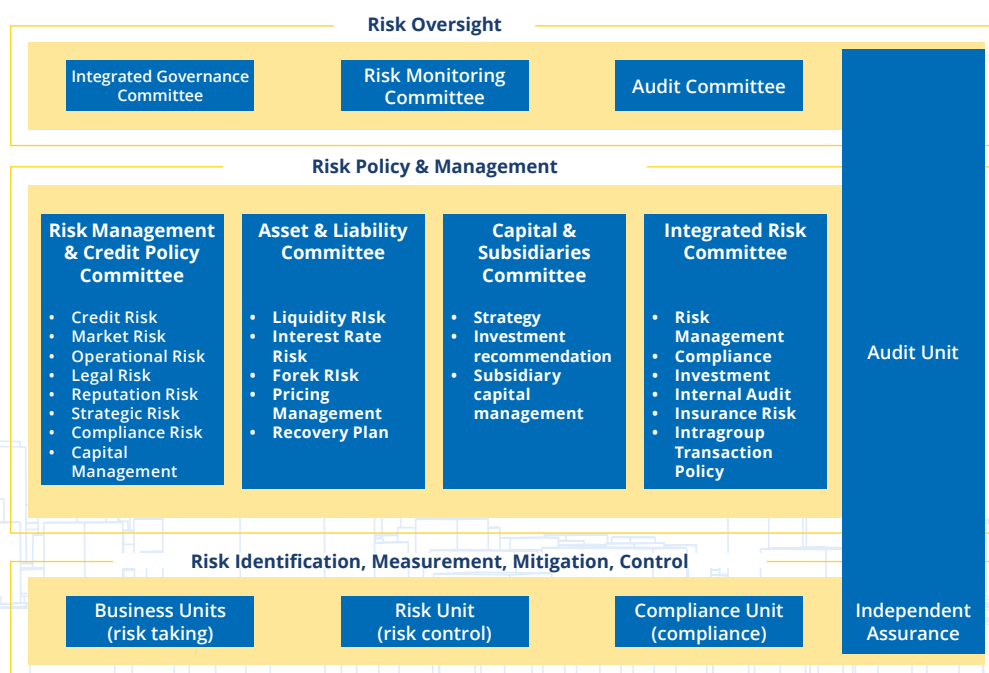 Risk Oversight
Integrated Governance
Committee
Risk Monitoring
Committee
Audit Committee
Risk Policy & Management
Risk Management
& Credit Policy
Committee
• Credit Risk
• Market Risk
• Operational Risk
• Legal Risk
• Reputation Risk
• Strategic Risk
• Compliance Risk
• Capital
Management
Asset & Liability
Committee
• Liquidity RIsk
• Interest Rate
Risk
• Forek RIsk
• Pricing
Management
• Recovery Plan
Capital &
Subsidiaries
Committee
• Strategy
• Investment
recommendation
• Subsidiary
capital
management
Integrated Risk
Committee
• Risk
Management
• Compliance
• Investment
• Internal Audit
• Insurance Risk
• Intragroup
Transaction
Policy
Audit Unit
Risk Identification, Measurement, Mitigation, Control
Business Units
(risk taking)
Risk Unit
(risk control)
Compliance Unit
(compliance)
Independent
Assurance